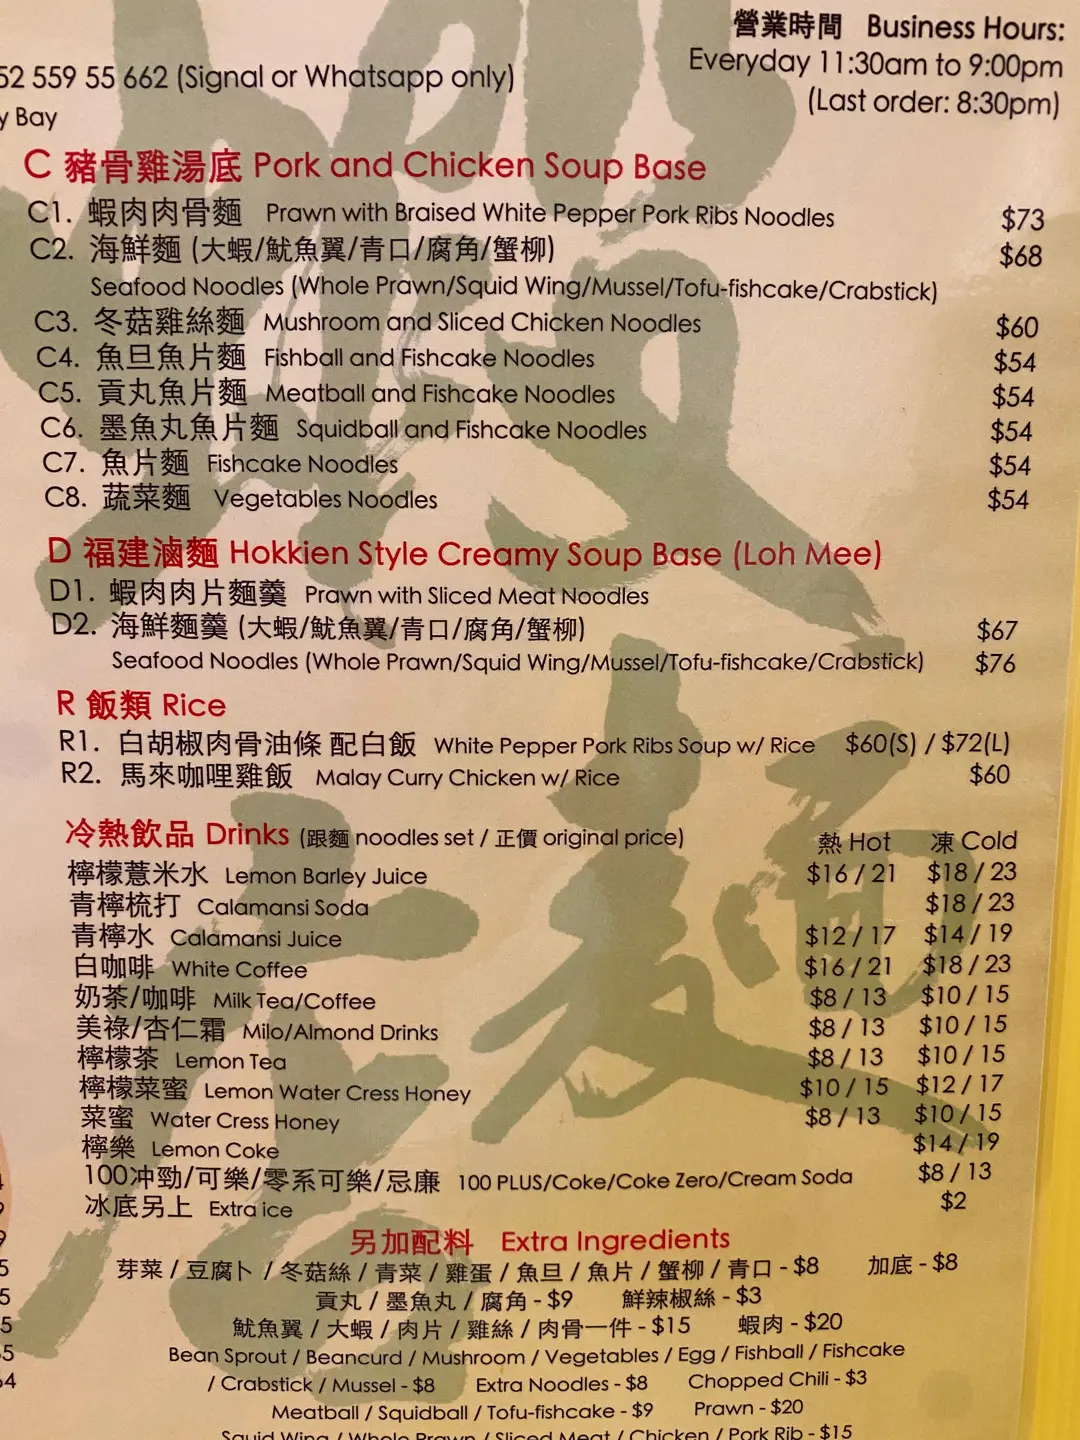 營業時間 Business Hours:
Everyday 11:30am to 9:00pm
(Last order: 8:30pm)
52 559 55 662 (Signal or Whatsapp only)
y Bay
C 豬骨雞湯底 Pork and Chicken Soup Base
C1. 蝦肉肉骨麵 Prawn with Braised White Pepper Pork Ribs Noodles $73
C2. 海鮮麵 (大蝦/魷魚翼/青口/腐角/蟹柳) $68
Seafood Noodles (Whole Prawn/Squid Wing/Mussel/Tofu-fishcake/Crabstick)
C3. 冬菇雞絲麵 Mushroom and Sliced Chicken Noodles $60
C4. 魚旦魚片麵 Fishball and Fishcake Noodles $54
C5. 貢丸魚片麵 Meatball and Fishcake Noodles $54
C6. 墨魚丸魚片麵 Squidball and Fishcake Noodles $54
C7. 魚片麵 Fishcake Noodles $54
C8. 蔬菜麵 Vegetables Noodles $54
D 福建滷麵 Hokkien Style Creamy Soup Base (Loh Mee)
D1. 蝦肉肉片麵羹 Prawn with Sliced Meat Noodles
D2. 海鮮麵羹 (大蝦/魷魚翼/青口/腐角/蟹柳) $67
Seafood Noodles (Whole Prawn/Squid Wing/Mussel/Tofu-fishcake/Crabstick) $76
R 飯類 Rice
R1. 白胡椒肉骨油條 配白飯 White Pepper Pork Ribs Soup w/ Rice $60(S) / $72(L)
R2. 馬來咖哩雞飯 Malay Curry Chicken w/ Rice $60
冷熱飲品 Drinks (跟麵 noodles set / 正價 original price) 熱 Hot 凍 Cold
檸檬薏米水 Lemon Barley Juice $16 / 21 $18 / 23
青檸梳打 Calamansi Soda $18 / 23
青檸水 Calamansi Juice $12 / 17 $14 / 19
白咖啡 White Coffee $16 / 21 $18 / 23
奶茶/咖啡 Milk Tea/Coffee $8 / 13 $10 / 15
美祿/杏仁霜 Milo/Almond Drinks $8 / 13 $10 / 15
檸檬茶 Lemon Tea $8 / 13 $10 / 15
檸檬菜蜜 Lemon Water Cress Honey $10 / 15 $12 / 17
菜蜜 Water Cress Honey $8 / 13 $10 / 15
檸樂 Lemon Coke $14 / 19
100冲勁/可樂/零系可樂/忌廉 100 PLUS/Coke/Coke Zero/Cream Soda $8 / 13
冰底另上 Extra ice $2
另加配料 Extra Ingredients
芽菜 / 豆腐卜 / 冬菇絲 / 青菜 / 雞蛋 / 魚旦 / 魚片 / 蟹柳 / 青口 - $8 加底 - $8
貢丸 / 墨魚丸 / 腐角 - $9 鮮辣椒絲 - $3
魷魚翼 / 大蝦 / 肉片 / 雞絲 / 肉骨一件 - $15 蝦肉 - $20
Bean Sprout / Beancurd / Mushroom / Vegetables / Egg / Fishball / Fishcake
/ Crabstick / Mussel - $8 Extra Noodles - $8 Chopped Chili - $3
Meatball / Squidball / Tofu-fishcake - $9 Prawn - $20
Squid Wing / Whole Prawn / Sliced Meat / Chicken / Pork Rib - $15